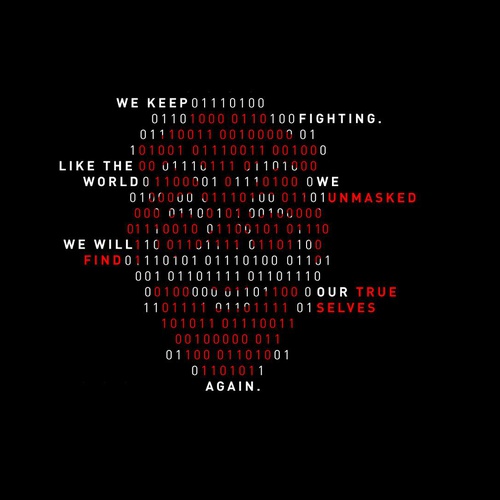 WE KEEP 01110100
01101000 0110100 FIGHTING.
01110011 00100000 01
101001 01110011 001000
LIKE THE 00 01110111 01101000
WORLD 01100001 01110100 0 WE
0100000 01110100 01101 UNMASKED
000 01100101 00100000
01110010 01100101 01110
WE WILL 110 01101111 01101100
FIND 01110101 01110100 01101
001 01101111 01101110
00100000 01101100 0 OUR TRUE
1101111 01101111 01 SELVES
101011 01110011
00100000 011
01100 01101001
01101011
AGAIN.